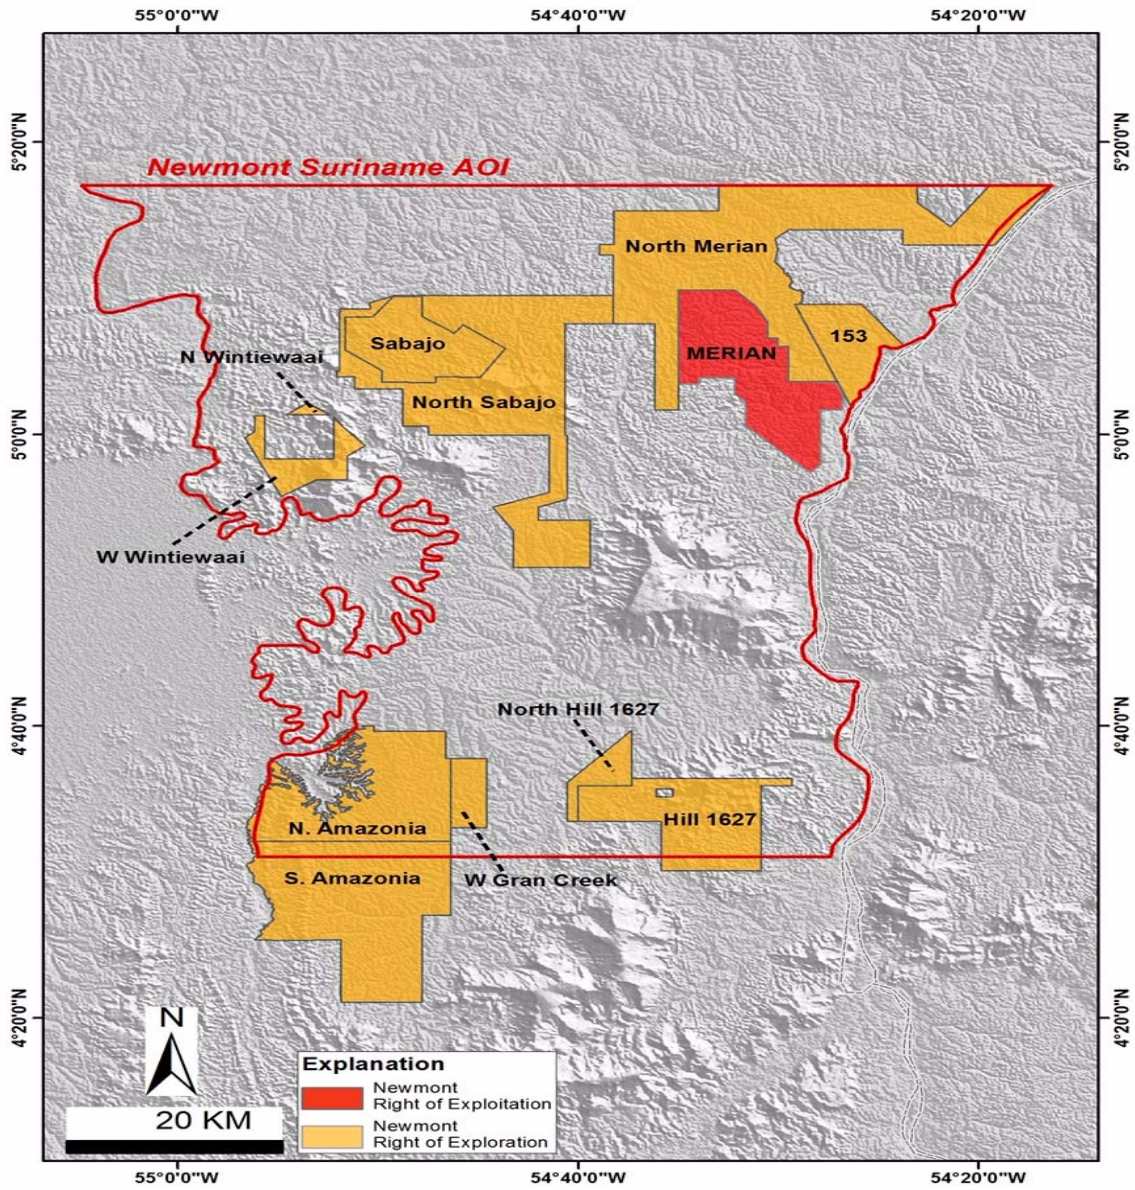 55°0'0"W 54°40'0"W 54°20'0"W
5°20'0"N 5°20'0"N
Newmont Suriname AOI
North Merian
153
Sabajo
MERIAN
N Wintiewaai
North Sabajo
5°0'0"N 5°0'0"N
W Wintiewaai
North Hill 1627
4°40'0"N 4°40'0"N
Hill 1627
N. Amazonia
S. Amazonia
W Gran Creek
4°20'0"N 4°20'0"N
N
20 KM
Explanation
Newmont
Right of Exploitation
Newmont
Right of Exploration
55°0'0"W 54°40'0"W 54°20'0"W